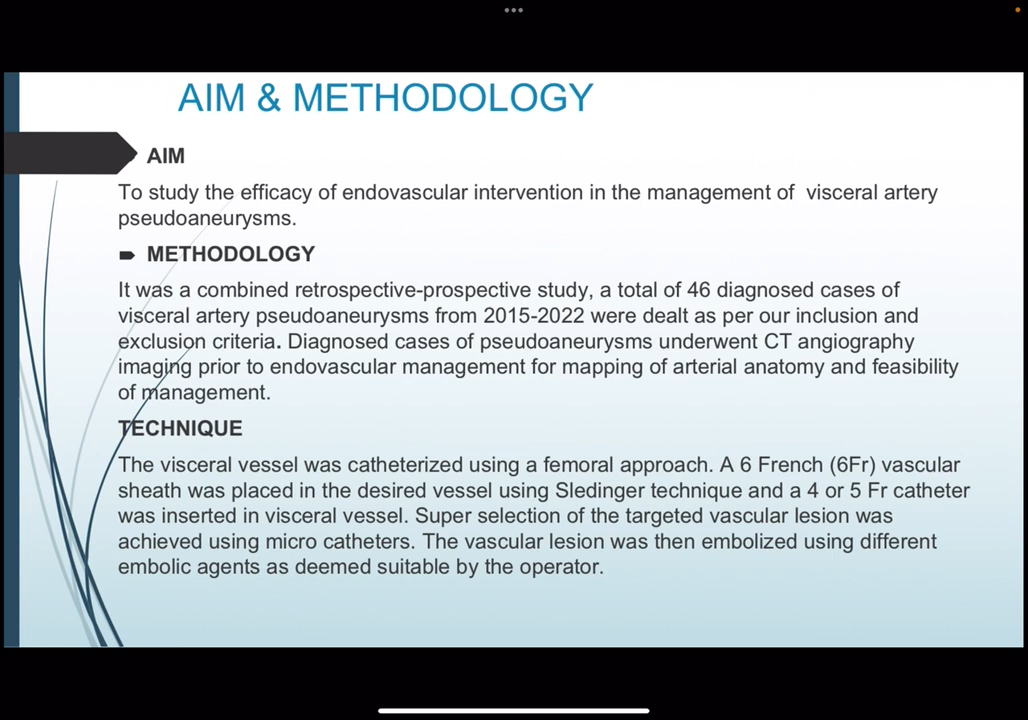 AIM & METHODOLOGY
AIM
To study the efficacy of endovascular intervention in the management of  visceral artery
pseudoaneurysms.
METHODOLOGY
It was a combined retrospective-prospective study, a total of 46 diagnosed cases of
visceral artery pseudoaneurysms from 2015-2022 were dealt as per our inclusion and
exclusion criteria. Diagnosed cases of pseudoaneurysms underwent CT angiography
imaging prior to endovascular management for mapping of arterial anatomy and feasibility
of management.
TECHNIQUE
The visceral vessel was catheterized using a femoral approach. A 6 French (6Fr) vascular
sheath was placed in the desired vessel using Sledinger technique and a 4 or 5 Fr catheter
was inserted in visceral vessel. Super selection of the targeted vascular lesion was
achieved using micro catheters. The vascular lesion was then embolized using different
embolic agents as deemed suitable by the operator.